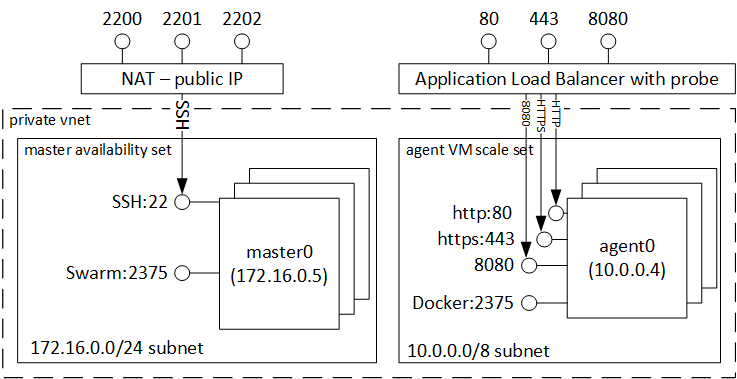 2200 2201 2202
80 443 8080
NAT – public IP
Application Load Balancer with probe
SSH
8080
HTTPS
HTTP
private vnet
master availability set
agent VM scale set
SSH:22
Swarm:2375
master0
(172.16.0.5)
http:80
https:443
8080
Docker:2375
agent0
(10.0.0.4)
172.16.0.0/24 subnet
10.0.0.0/8 subnet